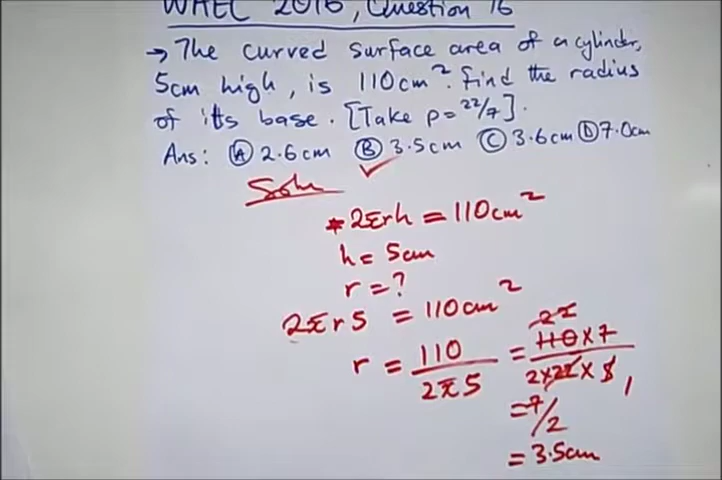 WAEC 2016, Question 16
→ The curved surface area of a cylinder,
5cm high, is 110cm². find the radius
of its base. [Take p = 22/7].
Ans: Ⓐ 2.6cm Ⓑ 3.5cm Ⓒ 3.6cm Ⓓ 7.0cm
Soln
* 2πrh = 110cm²
h = 5cm
r = ?
2πr5 = 110cm²
r = 110/2π5 = 110×7/2×22×5
22
1
= 7/2
= 3.5cm